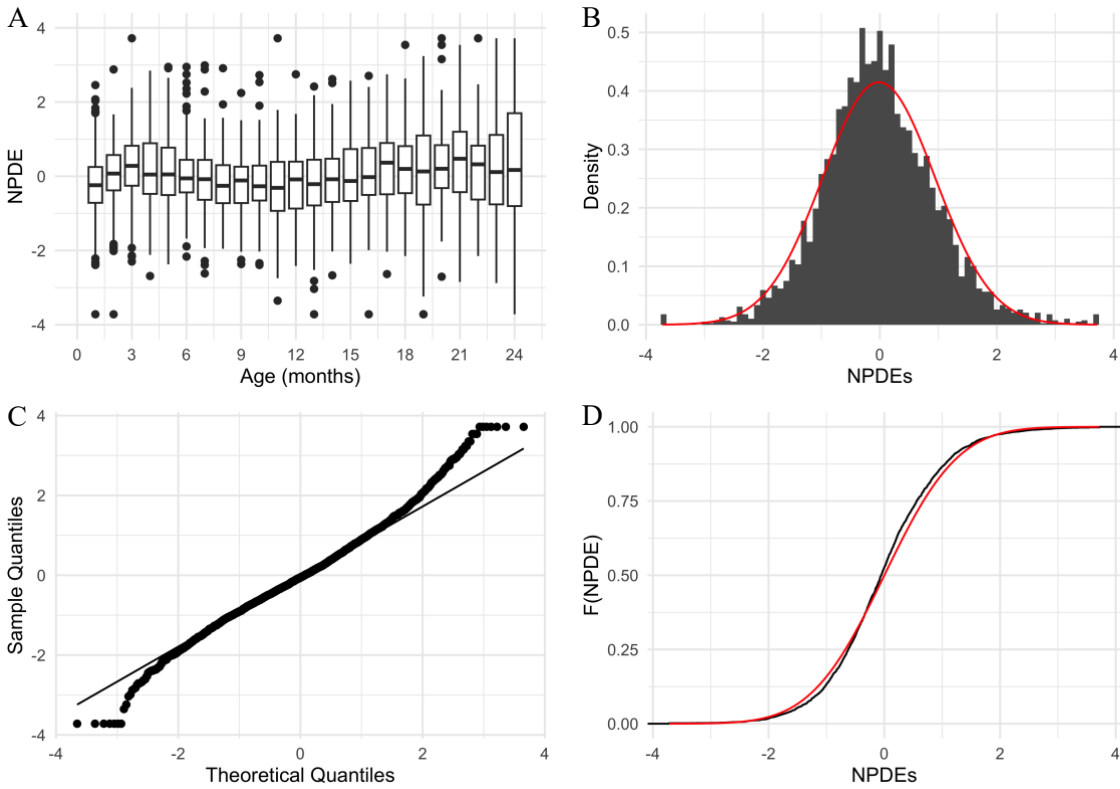 A
4
2
0
-2
-4
NPDE
0 3 6 9 12 15 18 21 24
Age (months)
B
0.5
0.4
0.3
0.2
0.1
0.0
Density
-4 -2 0 2 4
NPDEs
C
4
2
0
-2
-4
Sample Quantiles
-4 -2 0 2 4
Theoretical Quantiles
D
1.00
0.75
0.50
0.25
0.00
F(NPDE)
-4 -2 0 2 4
NPDEs